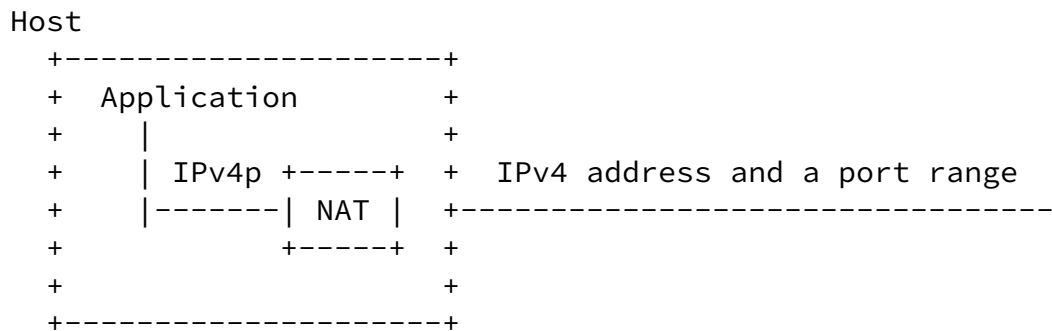 Host
Application
IPv4p
IPv4 address and a port range
NAT